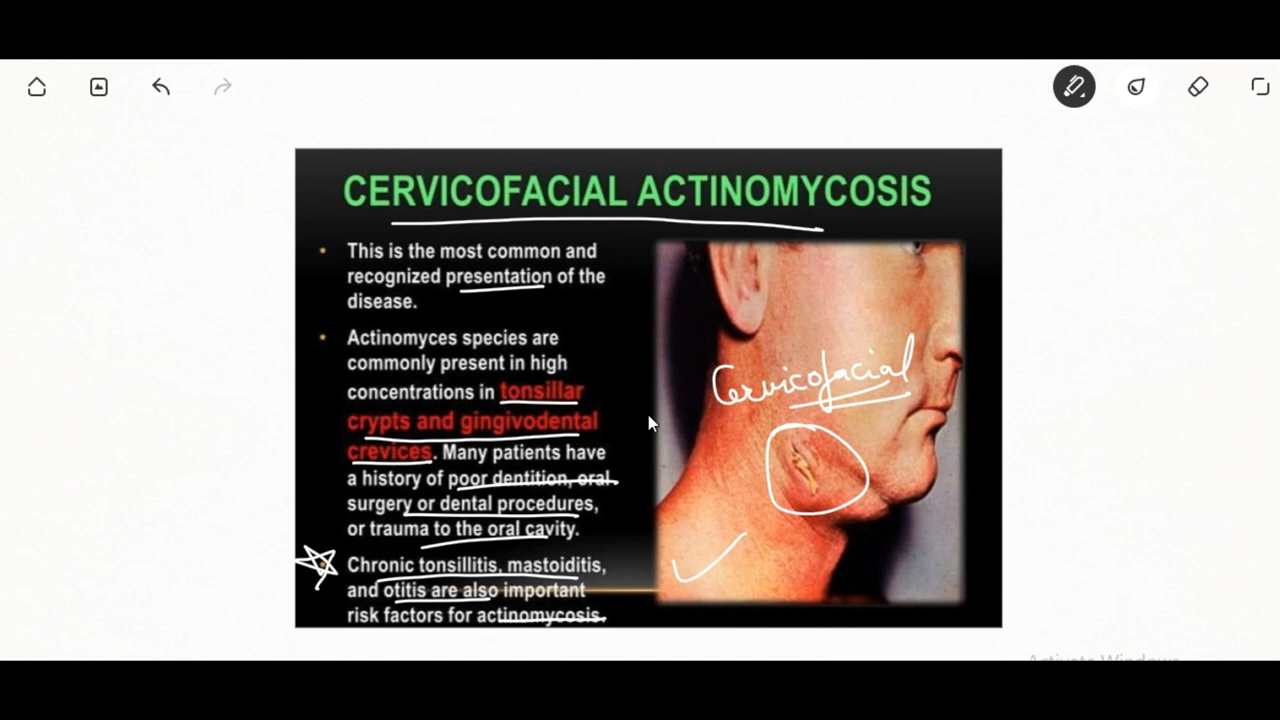 CERVICOFACIAL ACTINOMYCOSIS
• This is the most common and
recognized presentation of the
disease.
• Actinomyces species are
commonly present in high
concentrations in tonsillar
crypts and gingivodental
crevices. Many patients have
a history of poor dentition, oral
surgery or dental procedures,
or trauma to the oral cavity.
Chronic tonsillitis, mastoiditis,
and otitis are also important
risk factors for actinomycosis.
Cervicofacial
Activate Windows